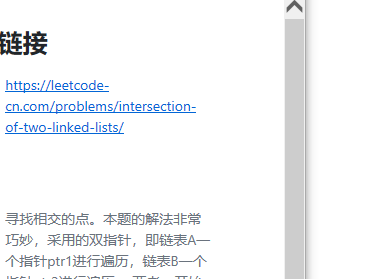 链接
https://leetcode-
cn.com/problems/intersection-
of-two-linked-lists/
寻找相交的点。本题的解法非常
巧妙，采用的双指针，即链表A一
个指针ptr1进行遍历，链表B一个